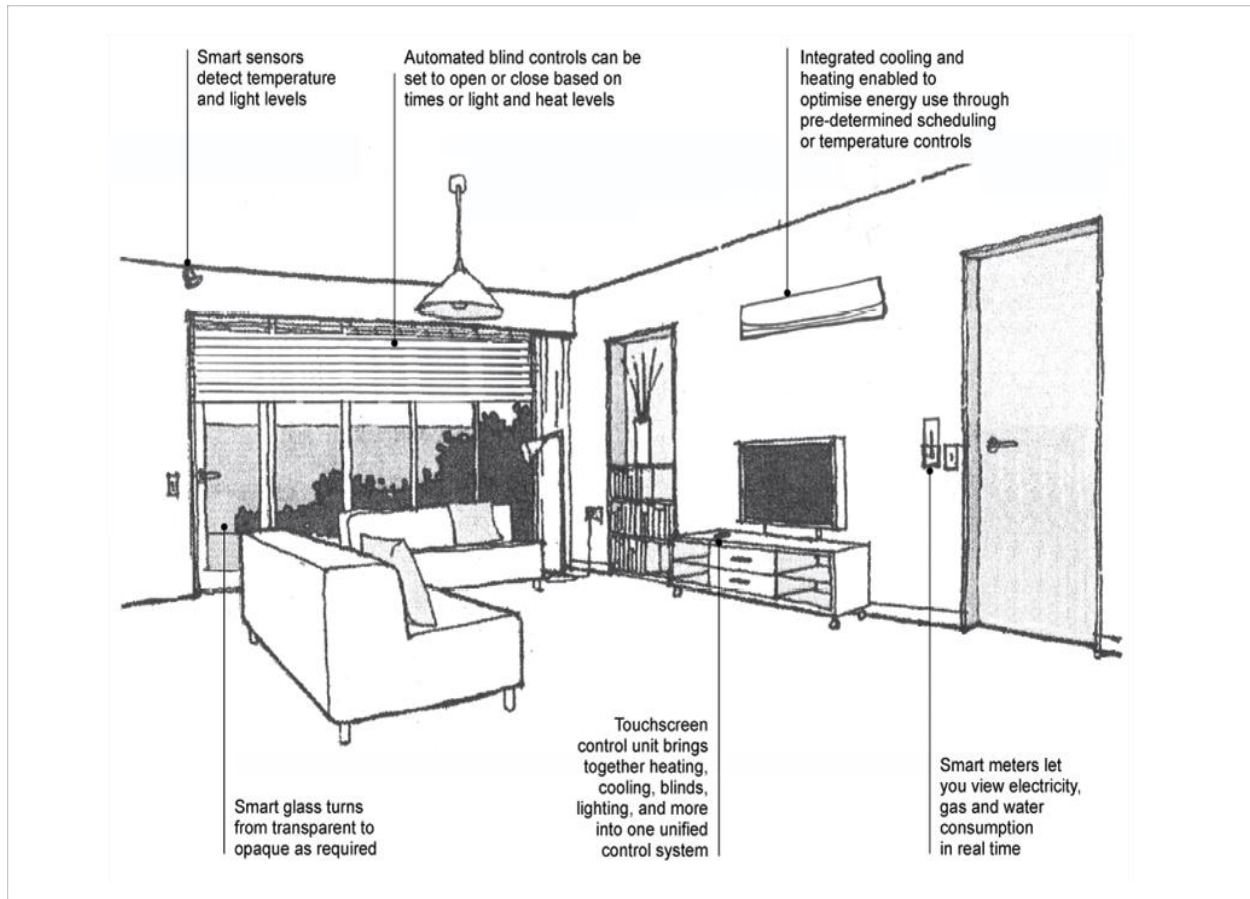 Smart sensors
detect temperature
and light levels
Automated blind controls can be
set to open or close based on
times or light and heat levels
Integrated cooling and
heating enabled to
optimise energy use through
pre-determined scheduling
or temperature controls
Smart glass turns
from transparent to
opaque as required
Touchscreen
control unit brings
together heating,
cooling, blinds,
lighting, and more
into one unified
control system
Smart meters let
you view electricity,
gas and water
consumption
in real time